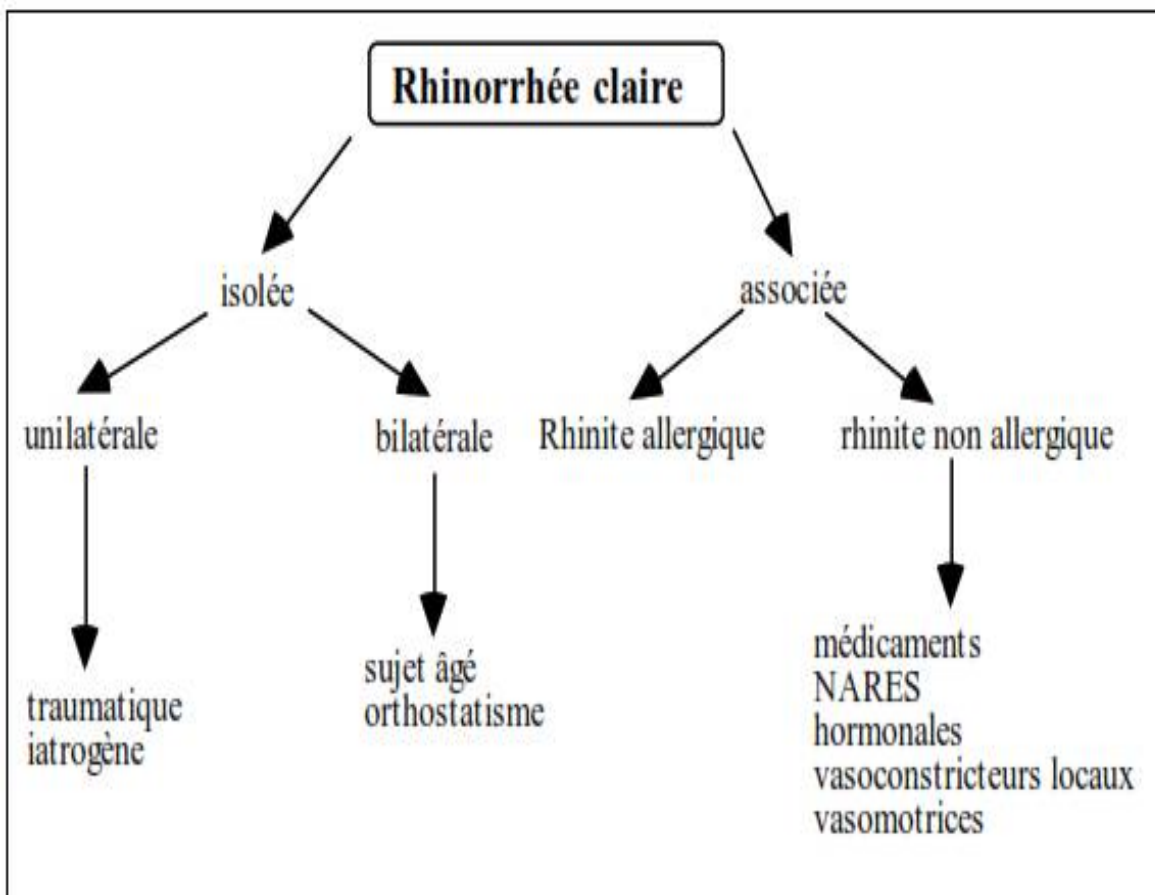 Rhinorrhée claire
isolée
associée
unilatérale
bilatérale
Rhinite allergique
rhinite non allergique
traumatique
iatrogène
sujet âgé
orthostatisme
médicaments
NARES
hormonales
vasoconstricteurs locaux
vasomotrices